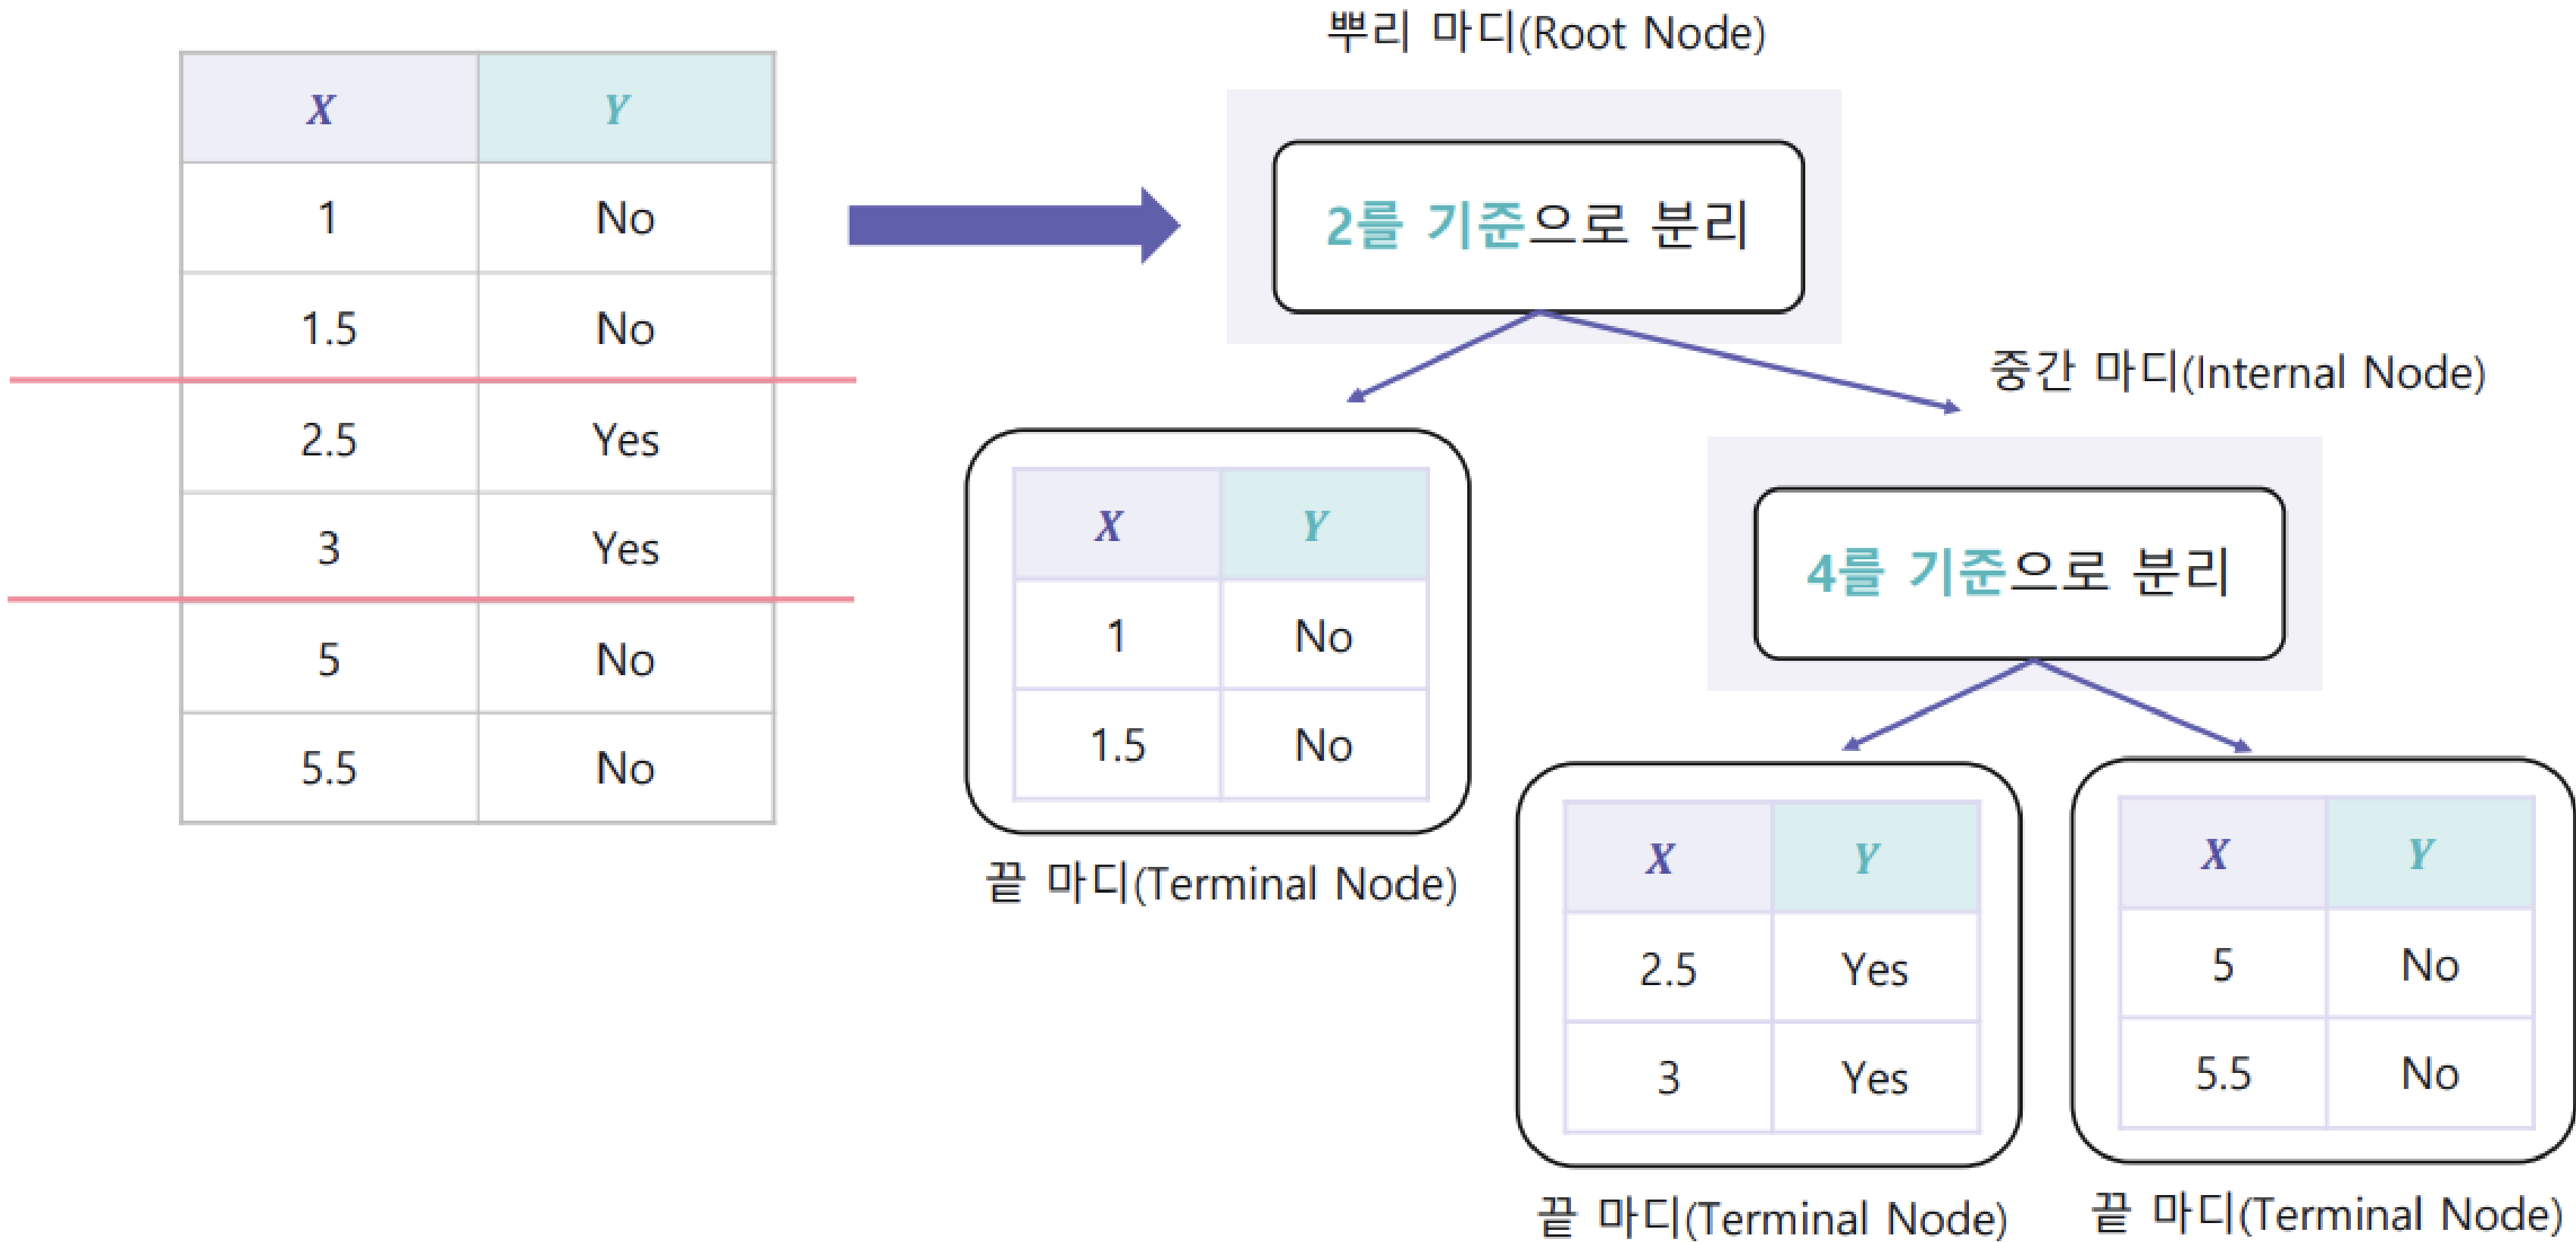 X Y
1 No
1.5 No
2.5 Yes
3 Yes
5 No
5.5 No
뿌리 마디(Root Node)
2를 기준으로 분리
중간 마디(Internal Node)
4를 기준으로 분리
X Y
1 No
1.5 No
끝 마디(Terminal Node)
X Y
2.5 Yes
3 Yes
끝 마디(Terminal Node)
X Y
5 No
5.5 No
끝 마디(Terminal Node)